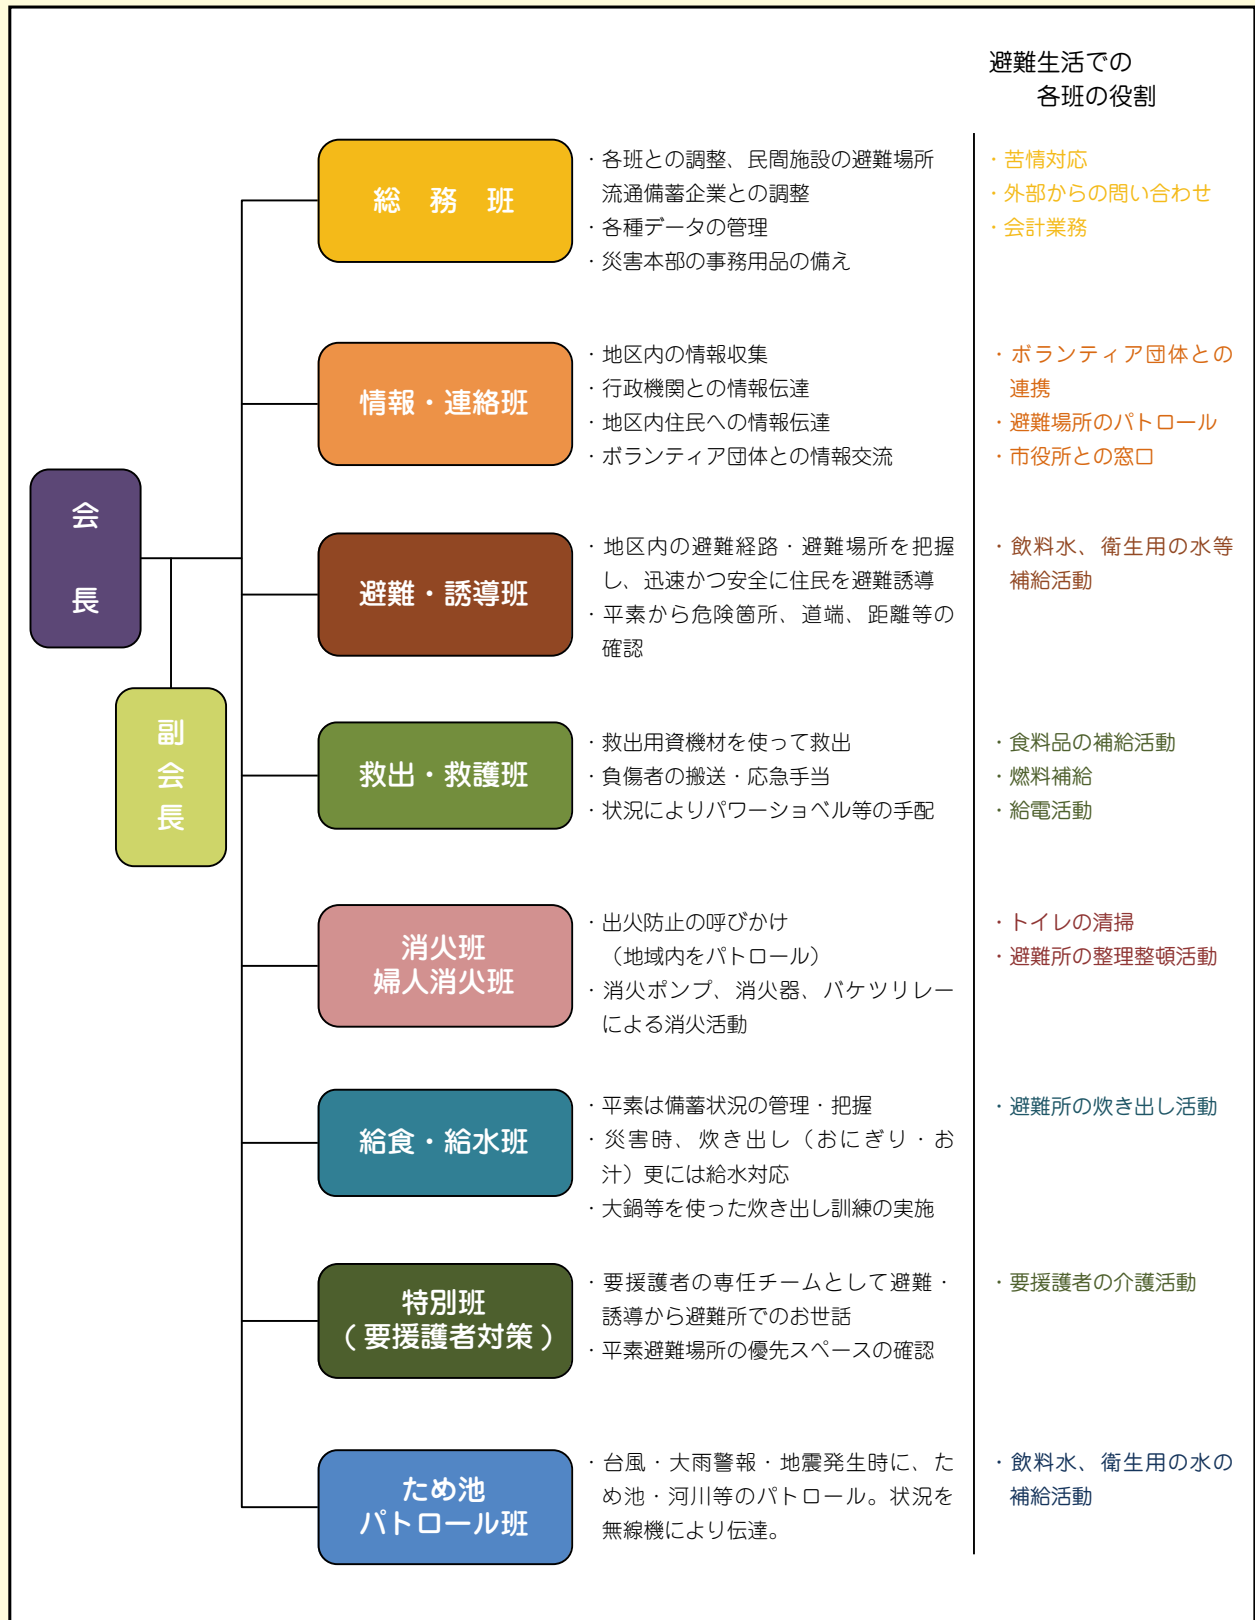 避難生活での
各班の役割
会
長
副
会
長
総　務　班
・各班との調整、民間施設の避難場所
流通備蓄企業との調整
・各種データの管理
・災害本部の事務用品の備え
・苦情対応
・外部からの問い合わせ
・会計業務
情報・連絡班
・地区内の情報収集
・行政機関との情報伝達
・地区内住民への情報伝達
・ボランティア団体との情報交流
・ボランティア団体との
連携
・避難場所のパトロール
・市役所との窓口
避難・誘導班
・地区内の避難経路・避難場所を把握
し、迅速かつ安全に住民を避難誘導
・平素から危険箇所、道端、距離等の
確認
・飲料水、衛生用の水等
補給活動
救出・救護班
・救出用資機材を使って救出
・負傷者の搬送・応急手当
・状況によりパワーショベル等の手配
・食料品の補給活動
・燃料補給
・給電活動
消火班
婦人消火班
・出火防止の呼びかけ
（地域内をパトロール）
・消火ポンプ、消火器、バケツリレー
による消火活動
・トイレの清掃
・避難所の整理整頓活動
給食・給水班
・平素は備蓄状況の管理・把握
・災害時、炊き出し（おにぎり・お
汁）更には給水対応
・大鍋等を使った炊き出し訓練の実施
・避難所の炊き出し活動
特別班
（要援護者対策）
・要援護者の専任チームとして避難・
誘導から避難所でのお世話
・平素避難場所の優先スペースの確認
・要援護者の介護活動
ため池
パトロール班
・台風・大雨警報・地震発生時に、た
め池・河川等のパトロール。状況を
無線機により伝達。
・飲料水、衛生用の水の
補給活動